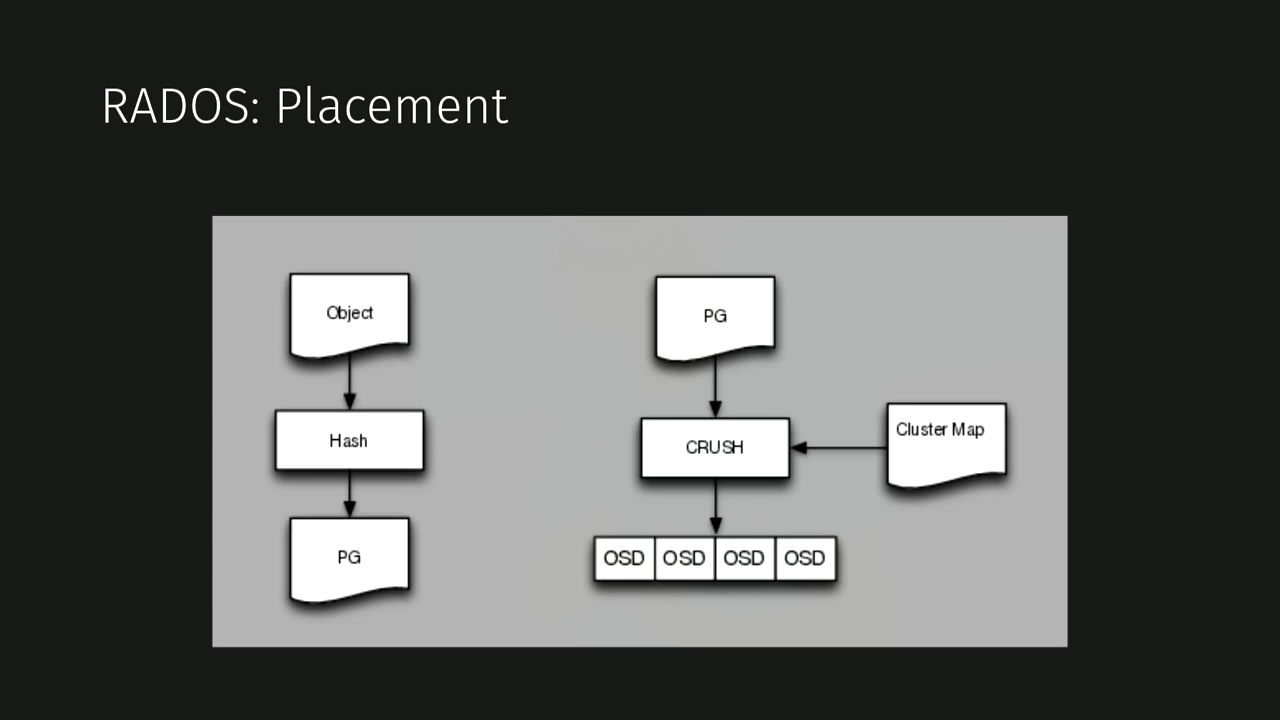 RADOS: Placement
Object
Hash
PG
PG
CRUSH
Cluster Map
OSD OSD OSD OSD